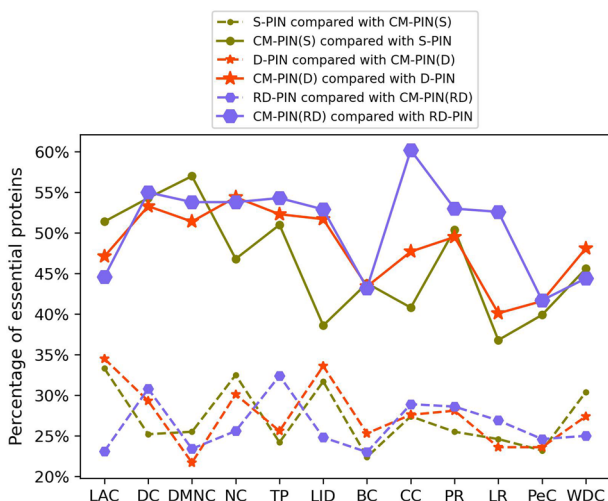 S-PIN compared with CM-PIN(S)
CM-PIN(S) compared with S-PIN
D-PIN compared with CM-PIN(D)
CM-PIN(D) compared with D-PIN
RD-PIN compared with CM-PIN(RD)
CM-PIN(RD) compared with RD-PIN
Percentage of essential proteins
60%
55%
50%
45%
40%
35%
30%
25%
20%
LAC DC DMNC NC TP LID BC CC PR LR PeC WDC